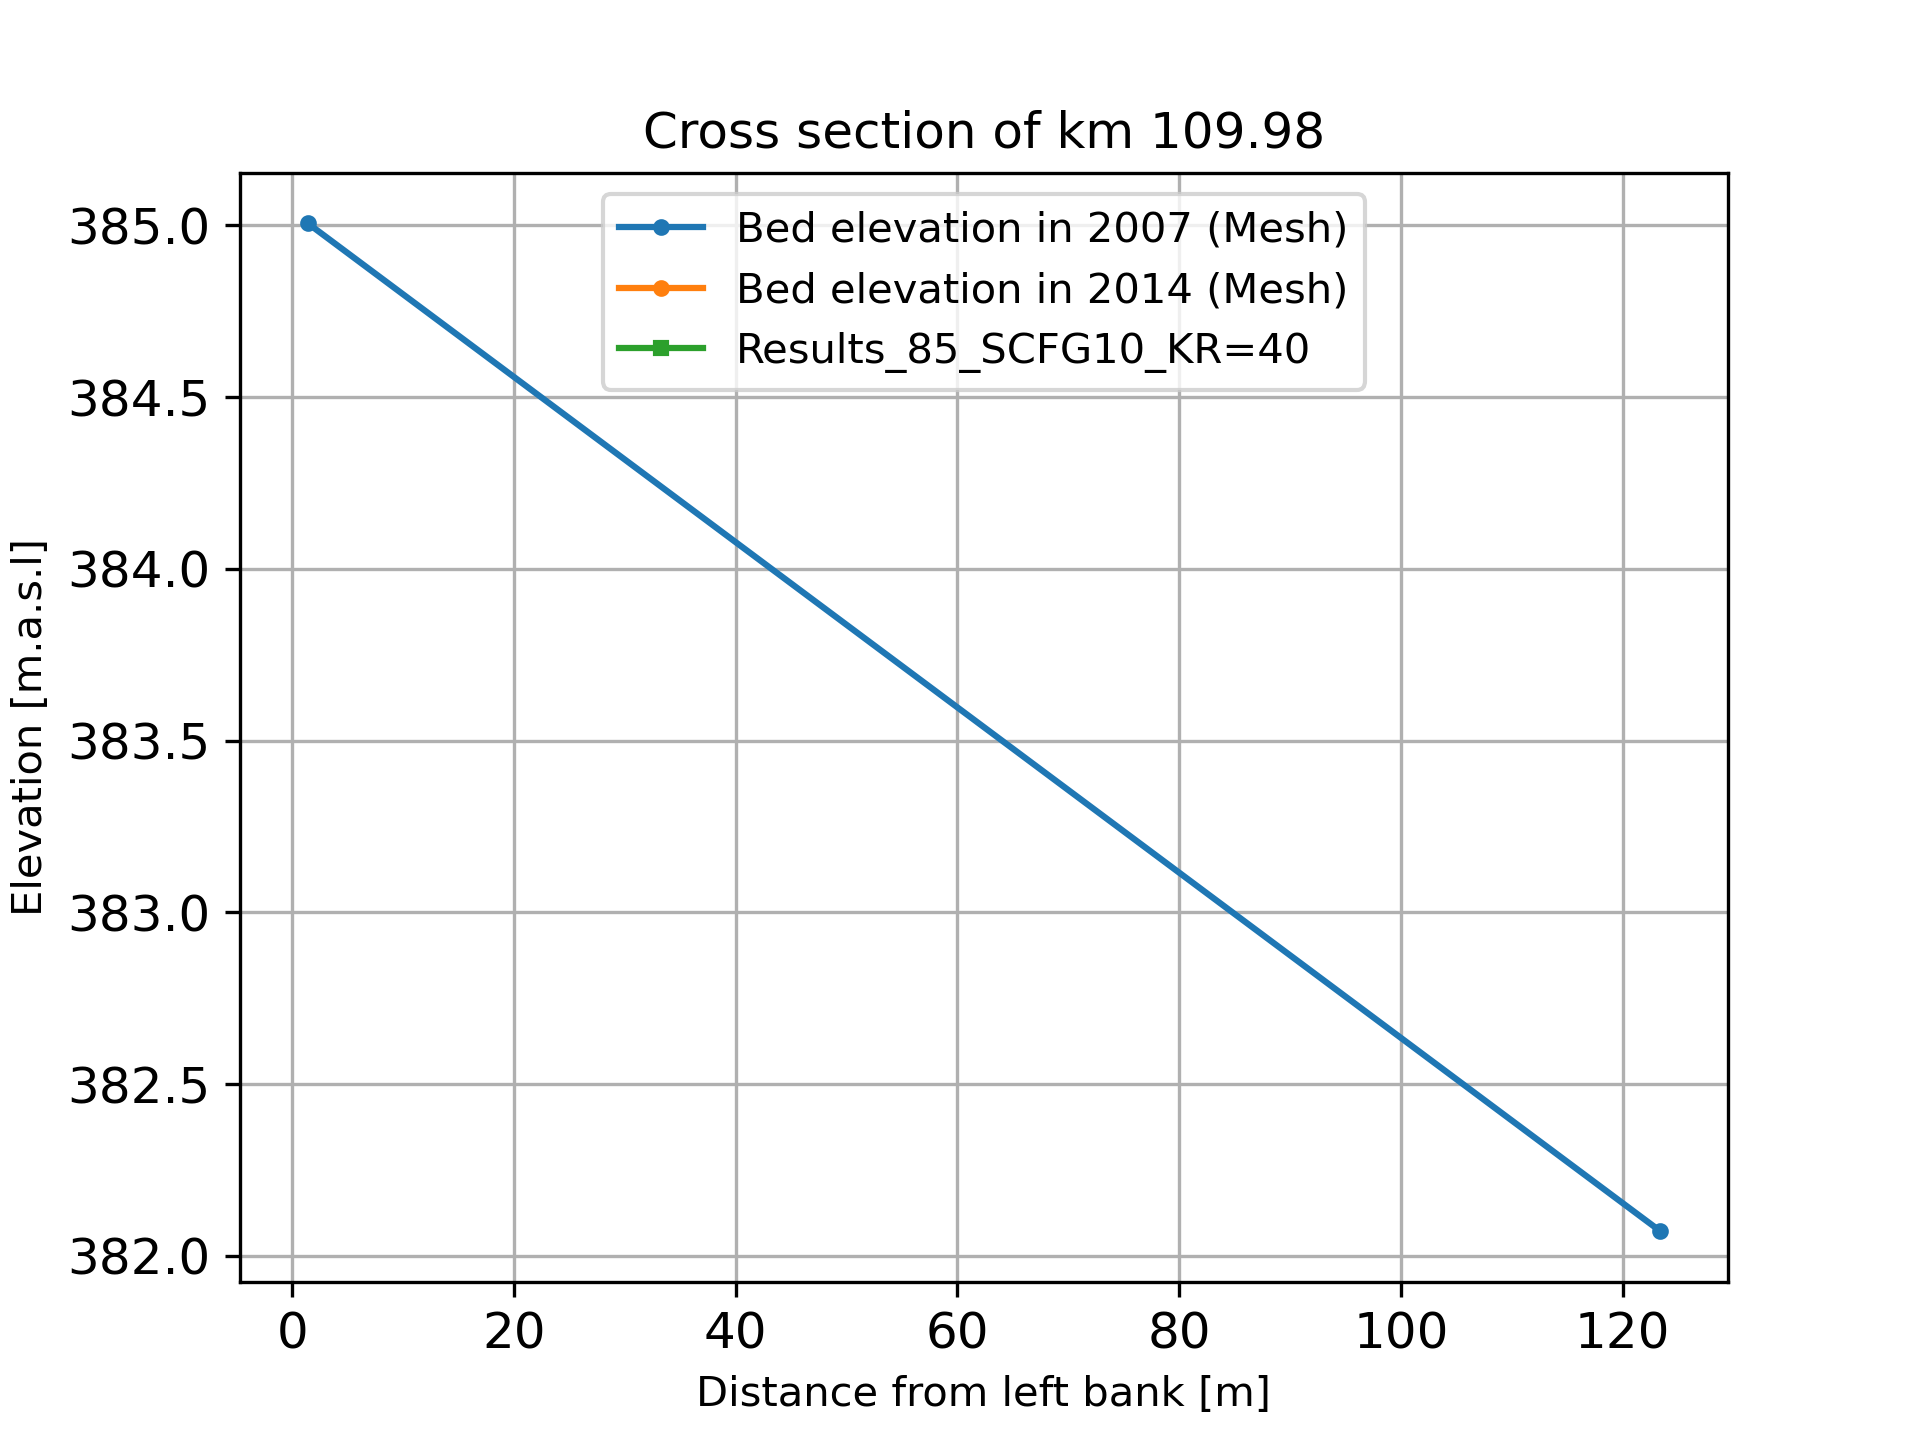 Cross section of km 109.98
Bed elevation in 2007 (Mesh)
Bed elevation in 2014 (Mesh)
Results_85_SCFG10_KR=40
Elevation [m.a.s.l]
385.0
384.5
384.0
383.5
383.0
382.5
382.0
0 20 40 60 80 100 120
Distance from left bank [m]